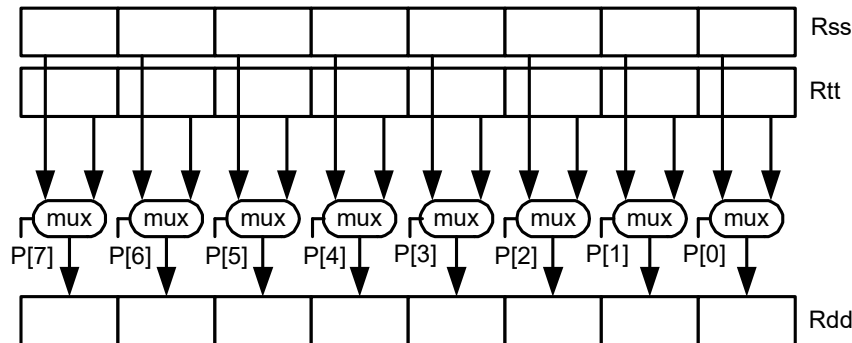 Rss
Rtt
mux mux mux mux mux mux mux mux
P[7] P[6] P[5] P[4] P[3] P[2] P[1] P[0]
Rdd